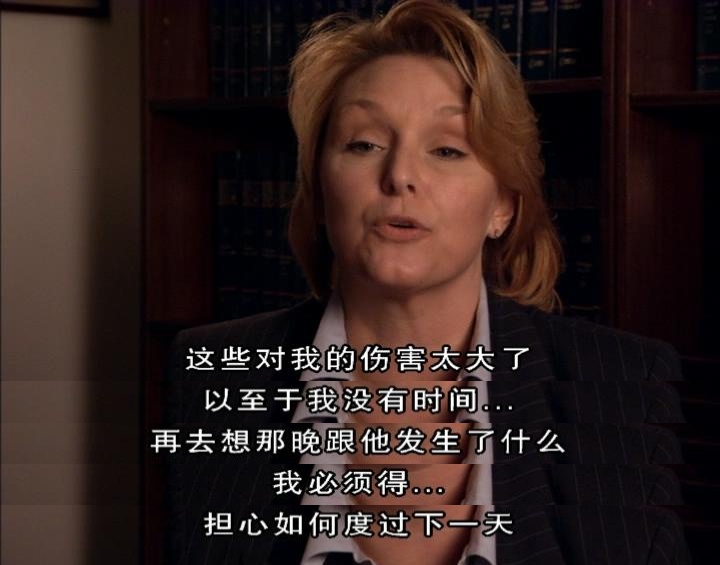 这些对我的伤害太大了
以至于我没有时间...
再去想那晚跟他发生了什么
我必须得...
担心如何度过下一天